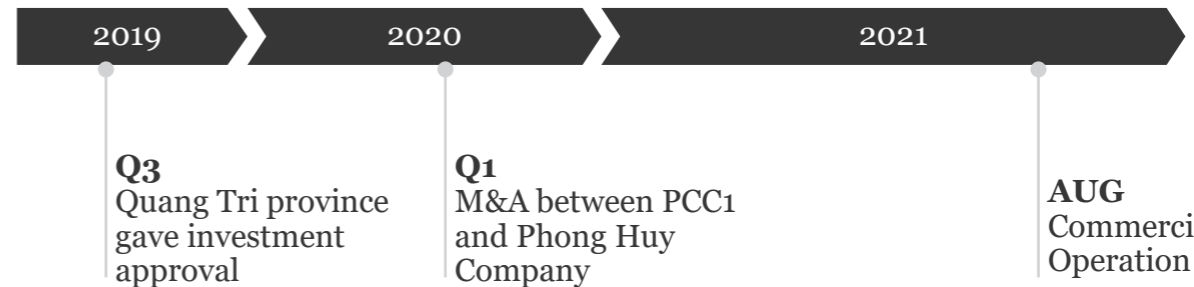 2019
2020
2021
Q3
Quang Tri province
gave investment
approval
Q1
M&A between PCC1
and Phong Huy
Company
AUG
Commerci
Operation